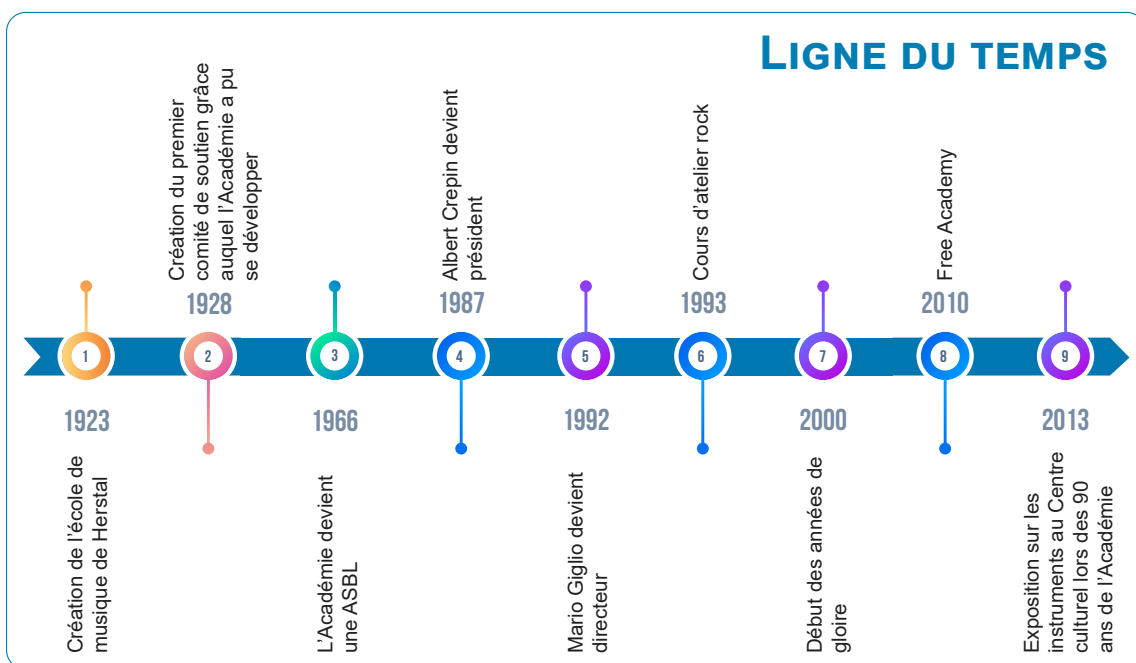 LIGNE DU TEMPS
1
1923
Création de l'école de
musique de Herstal
Création du premier
comité de soutien grâce
auquel l'Académie a pu
se développer
1928
2
3
1966
L'Académie devient
une ASBL
Albert Crepin devient
président
1987
4
5
1992
Mario Giglio devient
directeur
Cours d'atelier rock
1993
6
7
2000
Début des années de
gloire
Free Academy
2010
8
9
2013
Exposition sur les
instruments au Centre
culturel lors des 90
ans de l'Académie